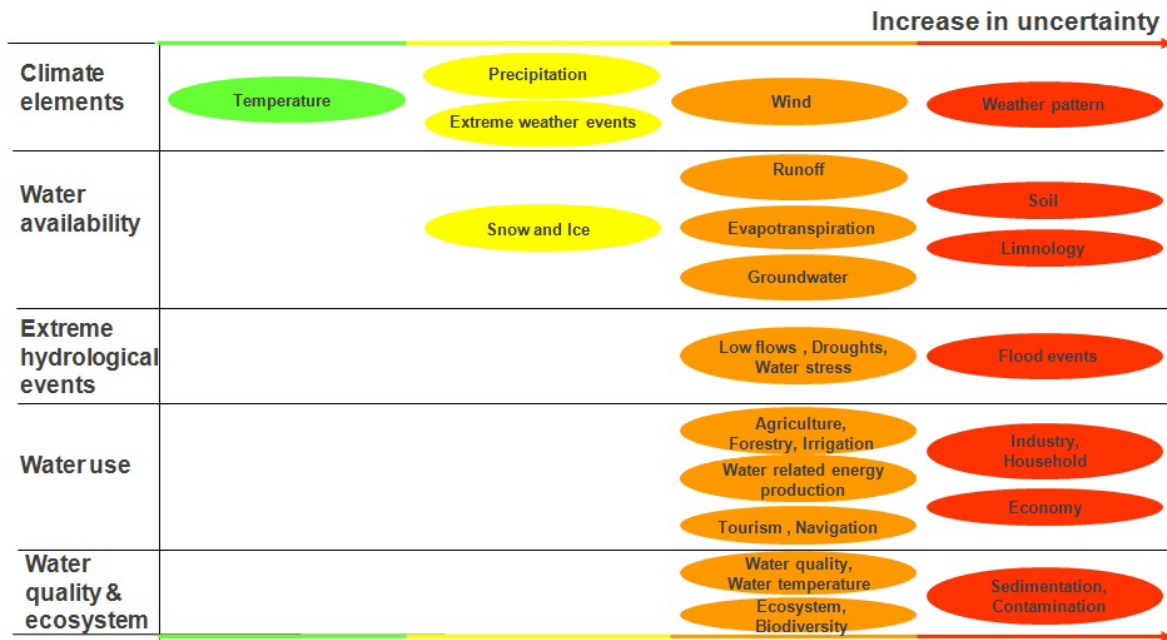 Increase in uncertainty
Climate
elements
Temperature
Precipitation
Extreme weather events
Wind
Weather pattern
Water
availability
Snow and Ice
Runoff
Evapotranspiration
Groundwater
Soil
Limnology
Extreme
hydrological
events
Low flows , Droughts,
Water stress
Flood events
Water use
Agriculture,
Forestry, Irrigation
Water related energy
production
Tourism , Navigation
Industry,
Household
Economy
Water
quality &
ecosystem
Water quality,
Water temperature
Ecosystem,
Biodiversity
Sedimentation,
Contamination